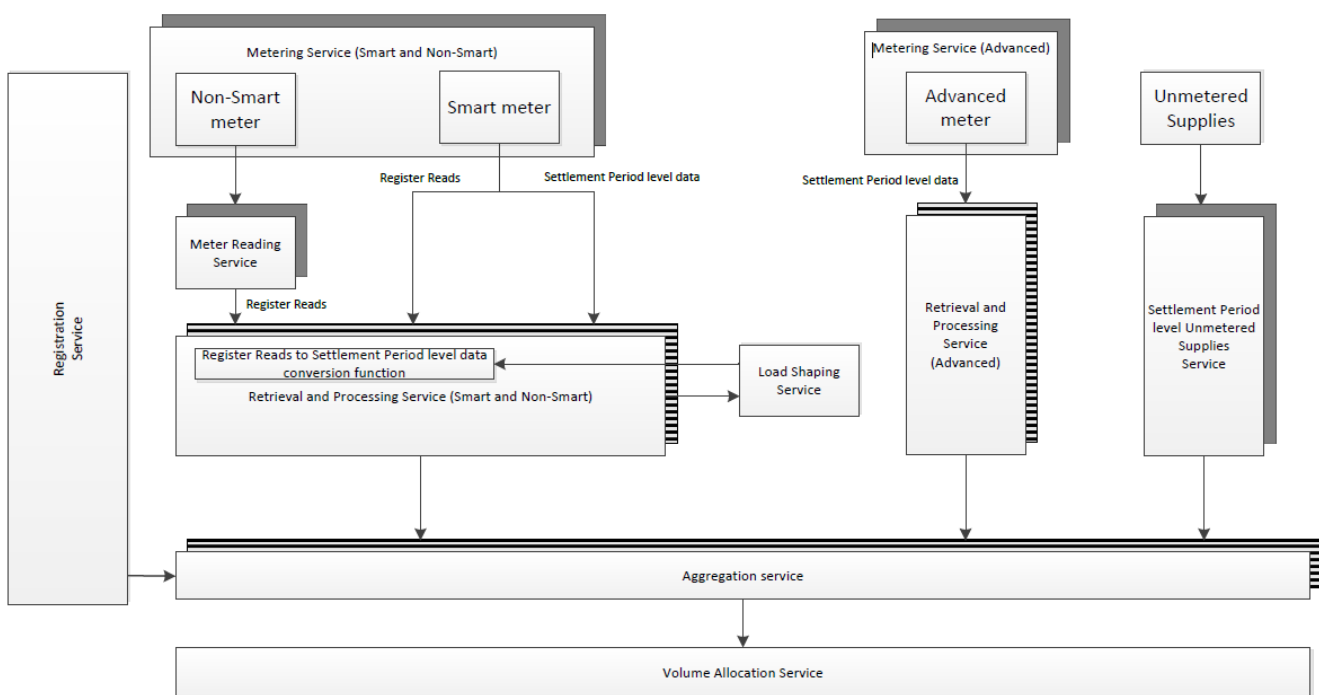 Metering Service (Smart and Non-Smart)
Metering Service (Advanced)
Non-Smart
meter
Smart meter
Advanced
meter
Unmetered
Supplies
Register Reads
Settlement Period level data
Settlement Period level data
Meter Reading
Service
Register Reads
Registration
Service
Register Reads to Settlement Period level data
conversion function
Retrieval and Processing Service (Smart and Non-Smart)
Load Shaping
Service
Retrieval and
Processing
Service
(Advanced)
Settlement Period
level Unmetered
Supplies
Service
Aggregation service
Volume Allocation Service